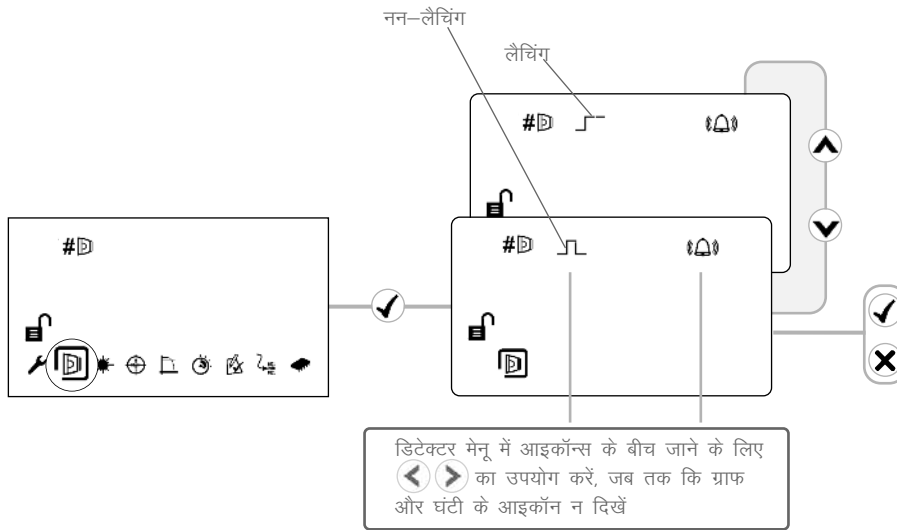 नन–लैचिंग
लैचिंग
#
#
#
डिटेक्टर मेनू में आइकॉन्स के बीच जाने के लिए
का उपयोग करें, जब तक कि ग्राफ
और घंटी के आइकॉन न दिखें